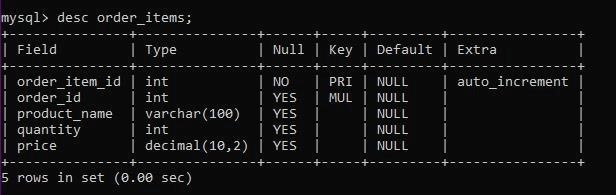 mysql> desc order_items;
+---------------+---------------+------+-----+---------+----------------+
| Field         | Type          | Null | Key | Default | Extra          |
+---------------+---------------+------+-----+---------+----------------+
| order_item_id | int           | NO   | PRI | NULL    | auto_increment |
| order_id      | int           | YES  | MUL | NULL    |                |
| product_name  | varchar(100)  | YES  |     | NULL    |                |
| quantity      | int           | YES  |     | NULL    |                |
| price         | decimal(10,2) | YES  |     | NULL    |                |
+---------------+---------------+------+-----+---------+----------------+
5 rows in set (0.00 sec)